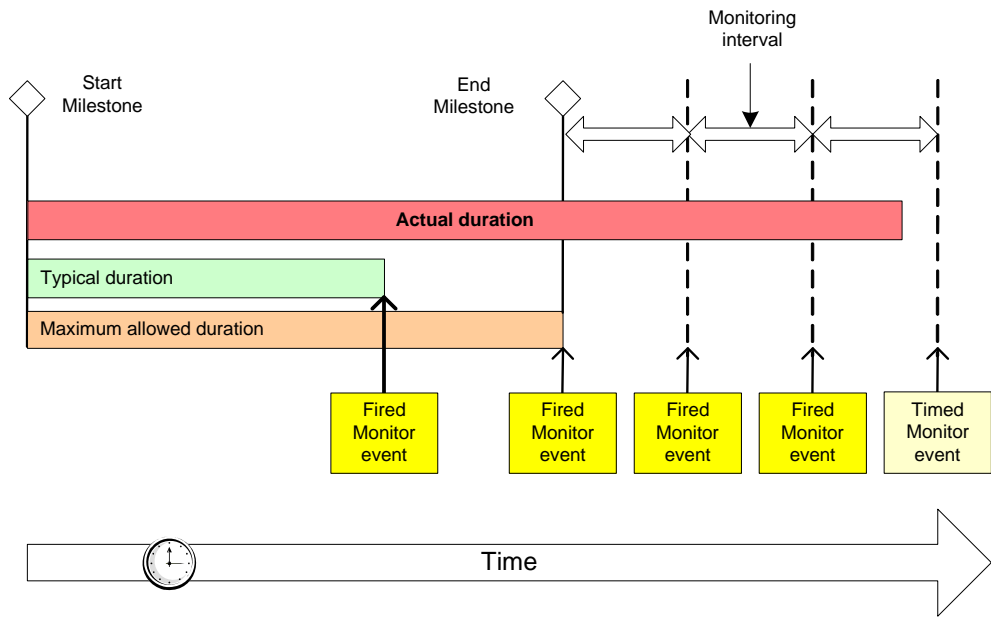 Monitoring
interval
Start
Milestone
End
Milestone
Actual duration
Typical duration
Maximum allowed duration
Fired
Monitor
event
Fired
Monitor
event
Fired
Monitor
event
Fired
Monitor
event
Timed
Monitor
event
Time